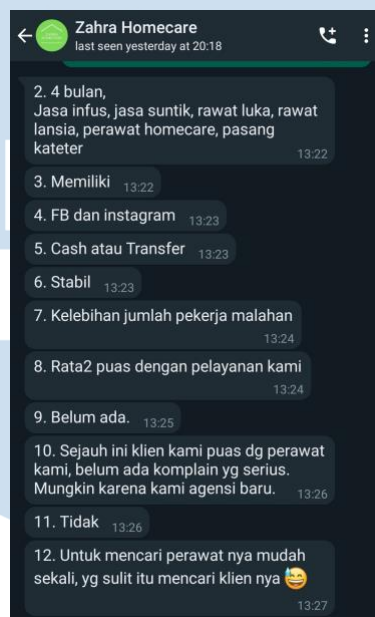 Zahra Homecare
last seen yesterday at 20:18
2. 4 bulan,
Jasa infus, jasa suntik, rawat luka, rawat
lansia, perawat homecare, pasang
kateter
13:22
3. Memiliki 13:22
4. FB dan instagram 13:23
5. Cash atau Transfer 13:23
6. Stabil 13:23
7. Kelebihan jumlah pekerja malahan
13:24
8. Rata2 puas dengan pelayanan kami
13:24
9. Belum ada. 13:25
10. Sejauh ini klien kami puas dg perawat
kami, belum ada komplain yg serius.
Mungkin karena kami agensi baru. 13:26
11. Tidak 13:26
12. Untuk mencari perawat nya mudah
sekali, yg sulit itu mencari klien nya 😅
13:27